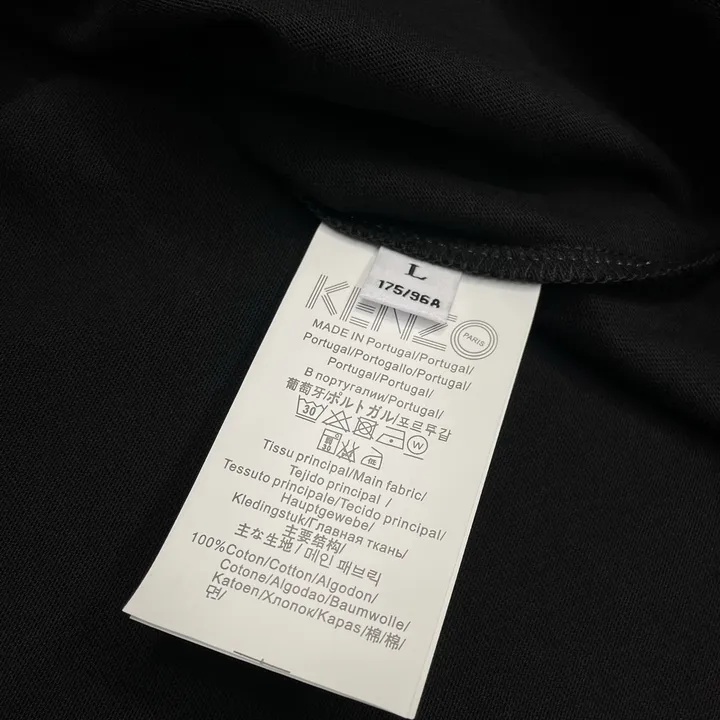 L
175/96A
KENZO
PARIS
MADE IN Portugal/Portugal/
Portugal/Portogallo/Portugal/
Portugal/Portugal/
В португалии/Portugal/
葡萄牙/ポルトガル/포르투갈
30 W
30
Tissu principal/Main fabric/
Tejido principal /
Tessuto principale/Tecido principal/
Hauptgewebe/
Kledingstuk/Главная ткань/
主要结构/
主な生地 / 메인 패브릭
100%Coton/Cotton/Algodon/
Cotone/Algodao/Baumwolle/
Katoen/Хлопок/Kapas/棉/棉/
면/